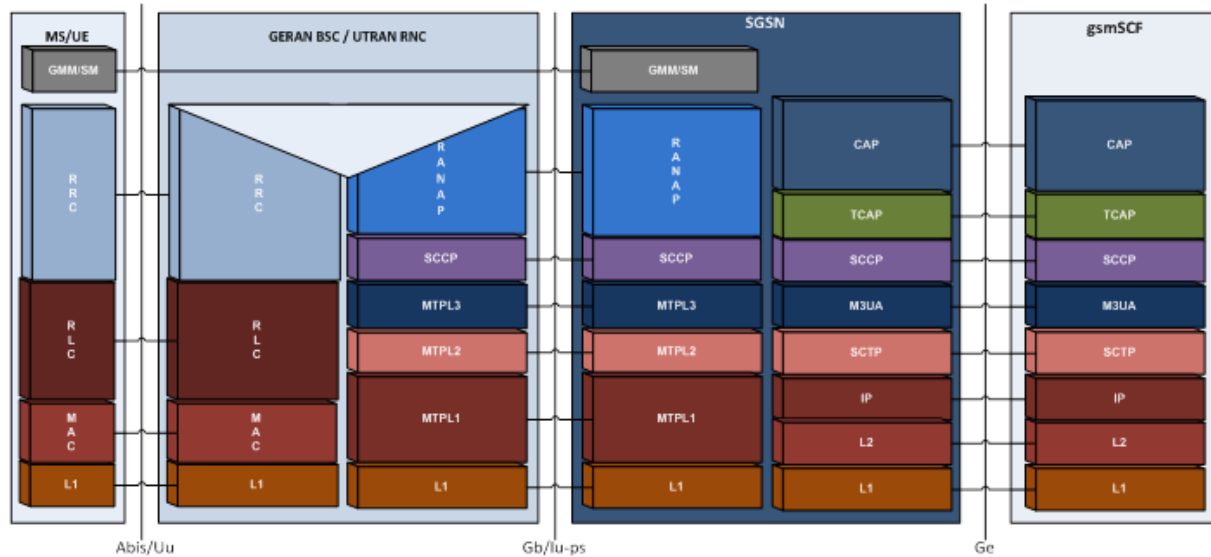 MS/UE
GERAN BSC / UTRAN RNC
SGSN
gsmSCF
GMM/SM
GMM/SM
RRC
RRC
RANAP
RANAP
CAP
CAP
TCAP
TCAP
SCCP
SCCP
SCCP
SCCP
RLC
RLC
MTPL3
MTPL3
M3UA
M3UA
MTPL2
MTPL2
SCTP
SCTP
MAC
MAC
MTPL1
MTPL1
IP
IP
L2
L2
L1
L1
L1
L1
L1
L1
Abis/Uu
Gb/Iu-ps
Ge